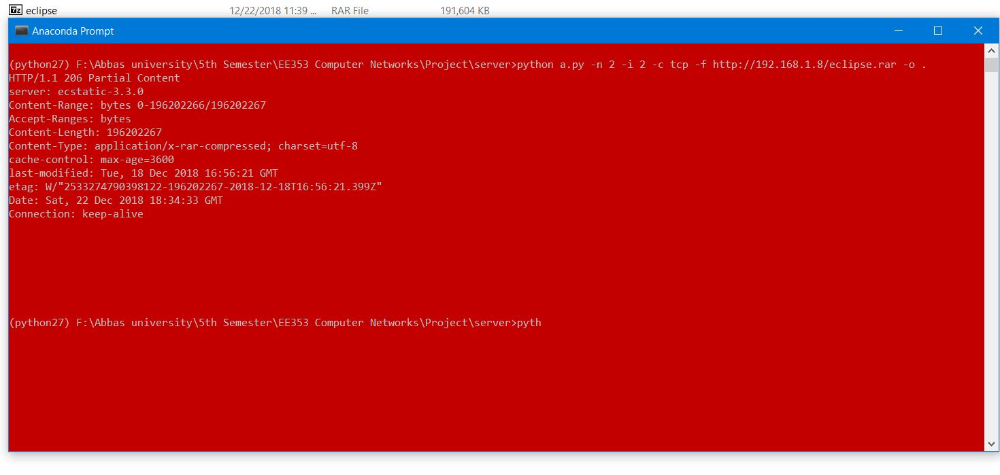 eclipse 12/22/2018 11:39 ... RAR File 191,604 KB
Anaconda Prompt
(python27) F:\Abbas university\5th Semester\EE353 Computer Networks\Project\server>python a.py -n 2 -i 2 -c tcp -f http://192.168.1.8/eclipse.rar -o .
HTTP/1.1 206 Partial Content
server: ecstatic-3.3.0
Content-Range: bytes 0-196202266/196202267
Accept-Ranges: bytes
Content-Length: 196202267
Content-Type: application/x-rar-compressed; charset=utf-8
cache-control: max-age=3600
last-modified: Tue, 18 Dec 2018 16:56:21 GMT
etag: W/"2533274790398122-196202267-2018-12-18T16:56:21.399Z"
Date: Sat, 22 Dec 2018 18:34:33 GMT
Connection: keep-alive
(python27) F:\Abbas university\5th Semester\EE353 Computer Networks\Project\server>pyth